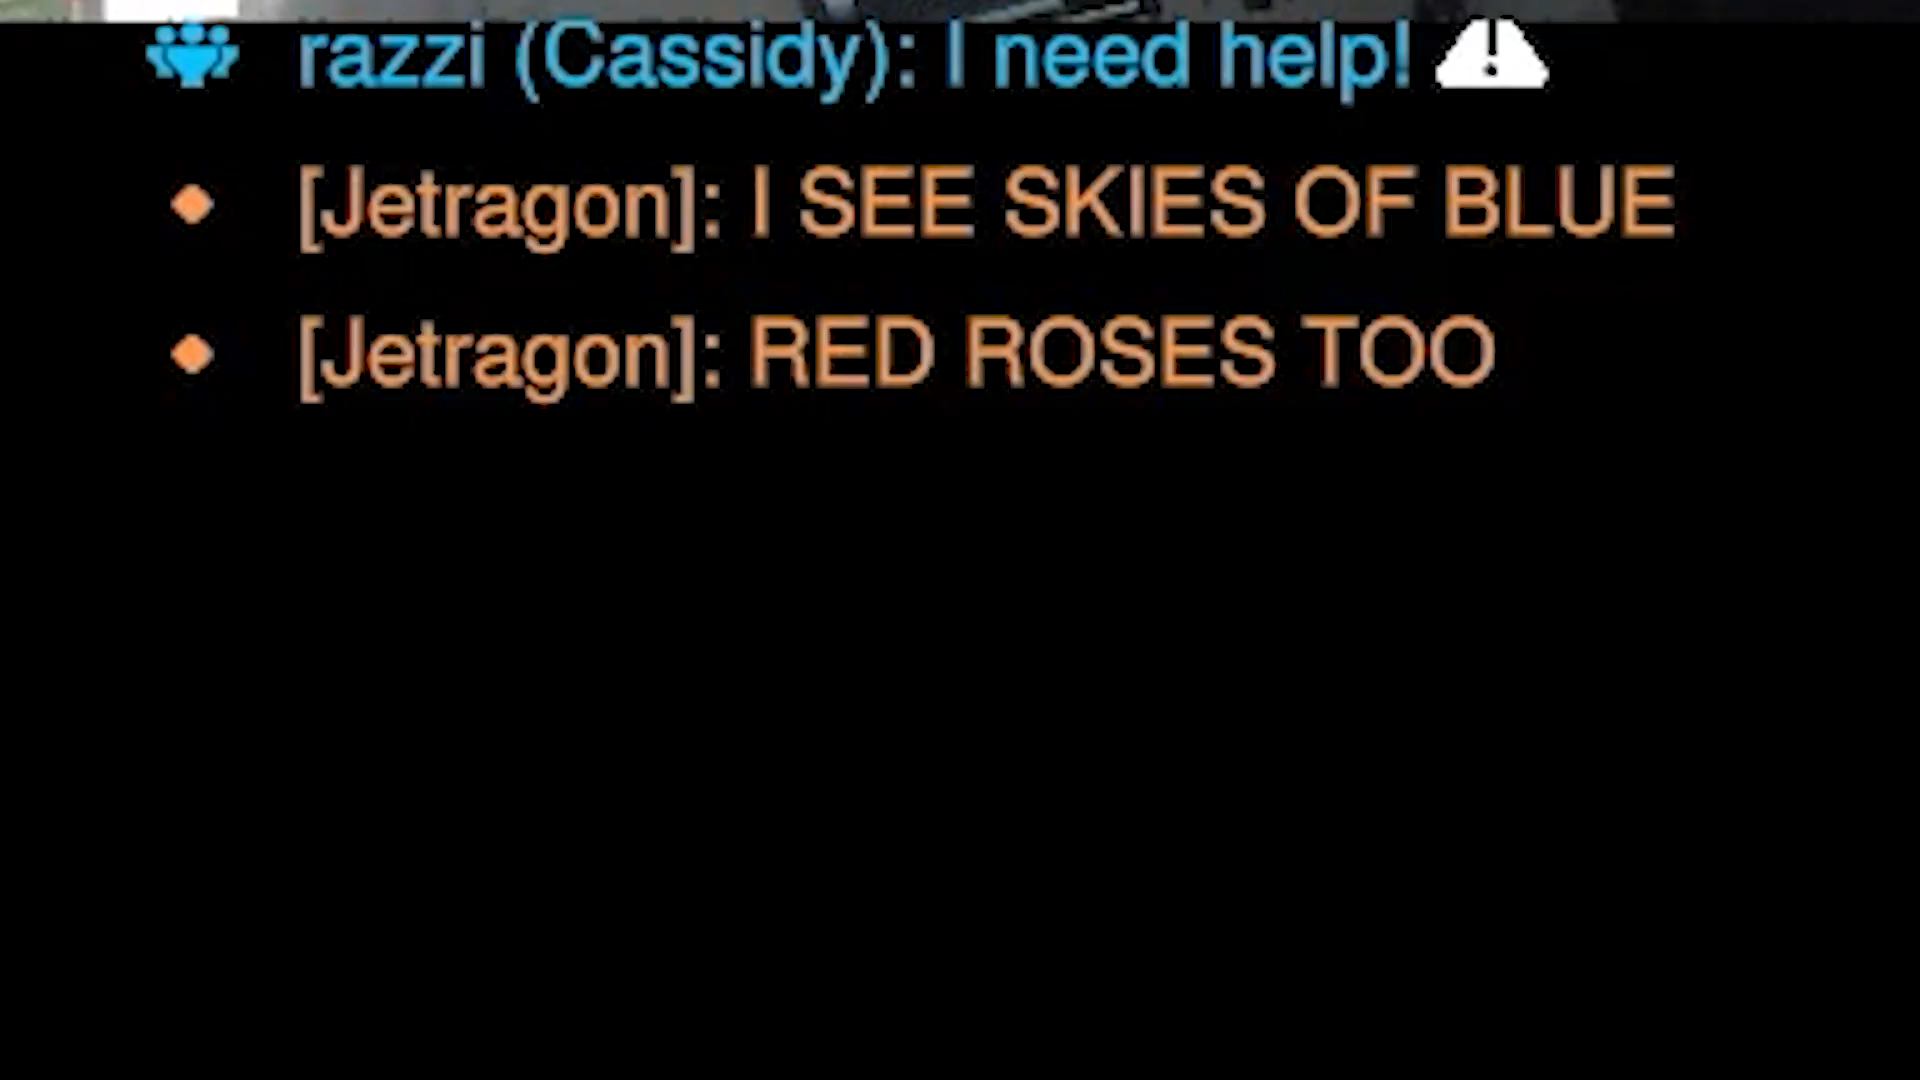 razzi (Cassidy): I need help!
[Jetragon]: I SEE SKIES OF BLUE
[Jetragon]: RED ROSES TOO